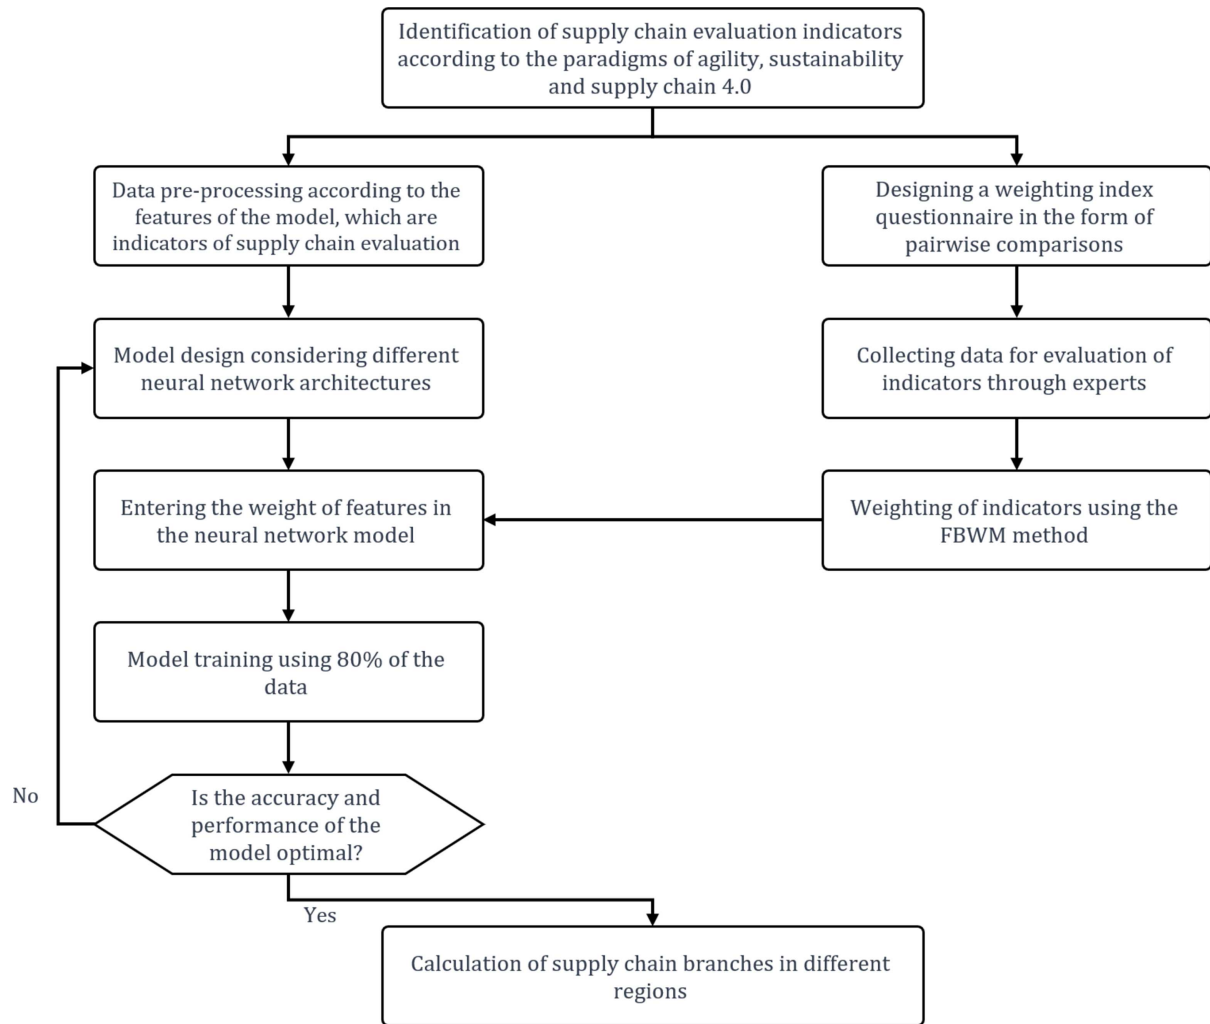 Identification of supply chain evaluation indicators
according to the paradigms of agility, sustainability
and supply chain 4.0
Data pre-processing according to the
features of the model, which are
indicators of supply chain evaluation
Designing a weighting index
questionnaire in the form of
pairwise comparisons
Model design considering different
neural network architectures
Collecting data for evaluation of
indicators through experts
Entering the weight of features in
the neural network model
Weighting of indicators using the
FBWM method
Model training using 80% of the
data
No
Is the accuracy and
performance of the
model optimal?
Yes
Calculation of supply chain branches in different
regions